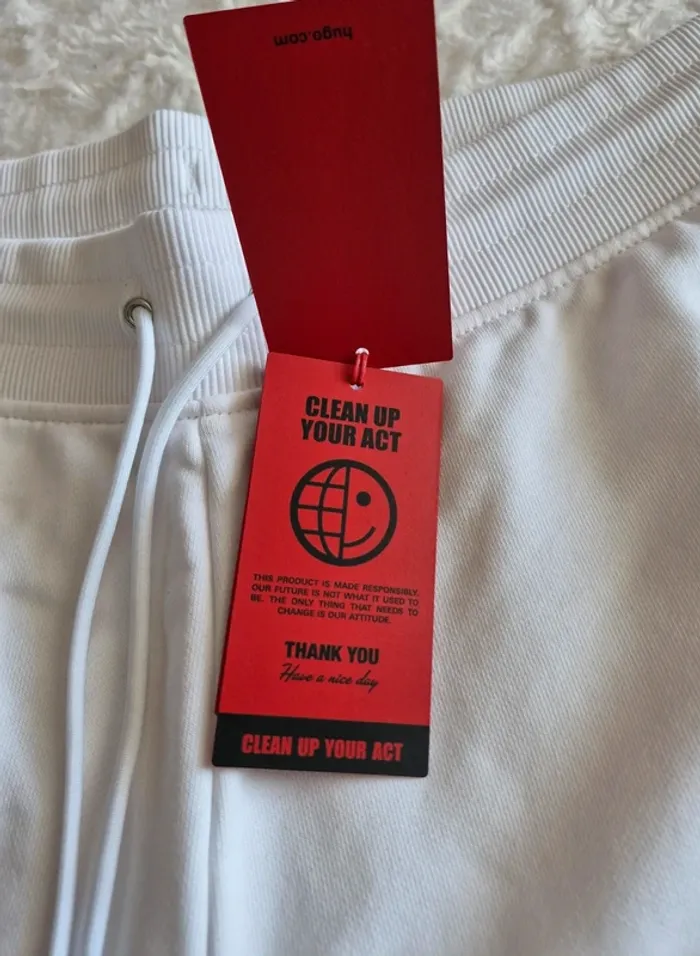 hugo.com
CLEAN UP
YOUR ACT
THIS PRODUCT IS MADE RESPONSIBLY.
OUR FUTURE IS NOT WHAT IT USED TO
BE. THE ONLY THING THAT NEEDS TO
CHANGE IS OUR ATTITUDE.
THANK YOU
Have a nice day
CLEAN UP YOUR ACT